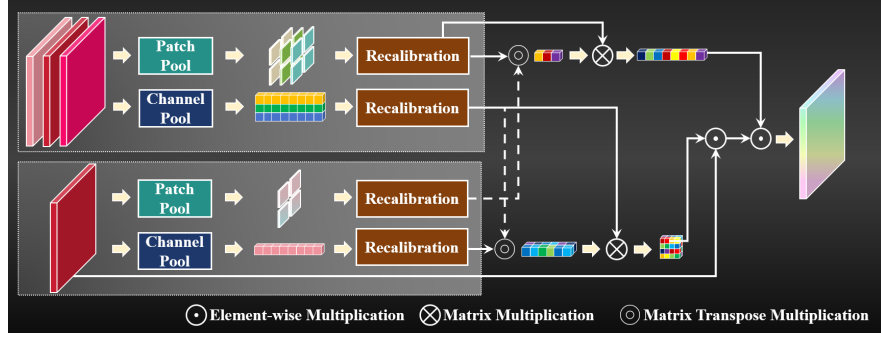 Patch
Pool
Recalibration
Channel
Pool
Recalibration
Patch
Pool
Recalibration
Channel
Pool
Recalibration
Element-wise Multiplication
Matrix Multiplication
Matrix Transpose Multiplication